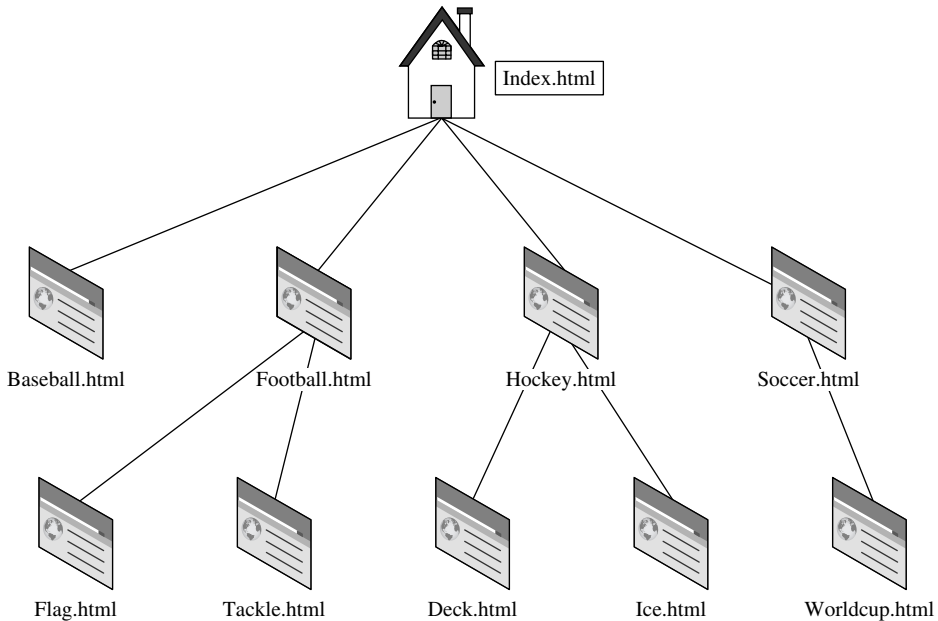 Index.html
Baseball.html
Football.html
Hockey.html
Soccer.html
Flag.html
Tackle.html
Deck.html
Ice.html
Worldcup.html